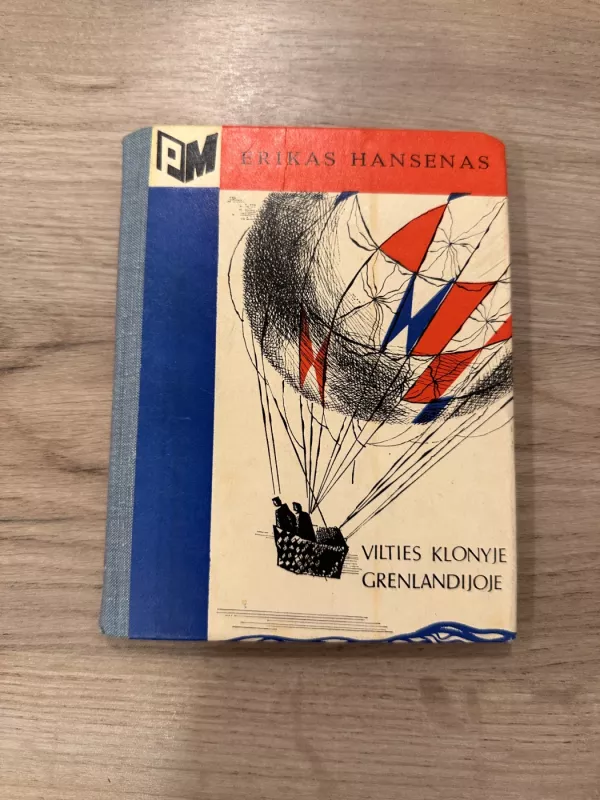 PM
ERIKAS HANSENAS
VILTIES KLONYJE
GRENLANDIJOJE